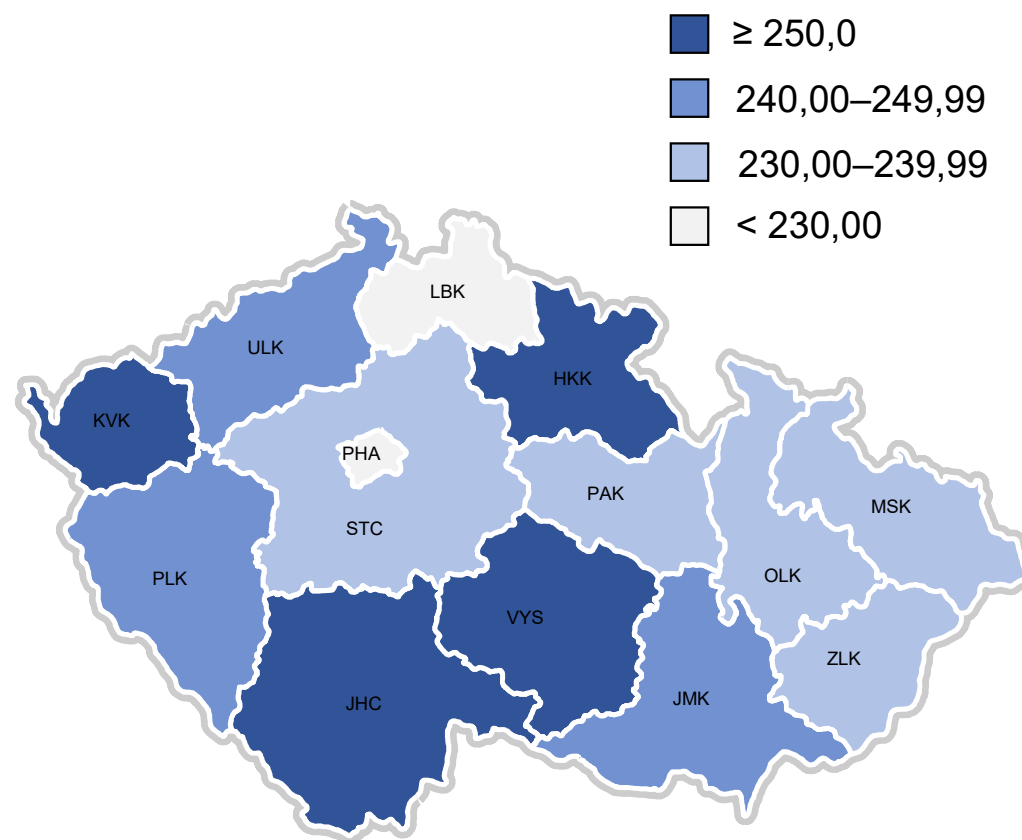 ≥ 250,0
240,00–249,99
230,00–239,99
< 230,00
LBK
ULK
HKK
KVK
PHA
PAK
MSK
STC
PLK
OLK
VYS
ZLK
JHC
JMK